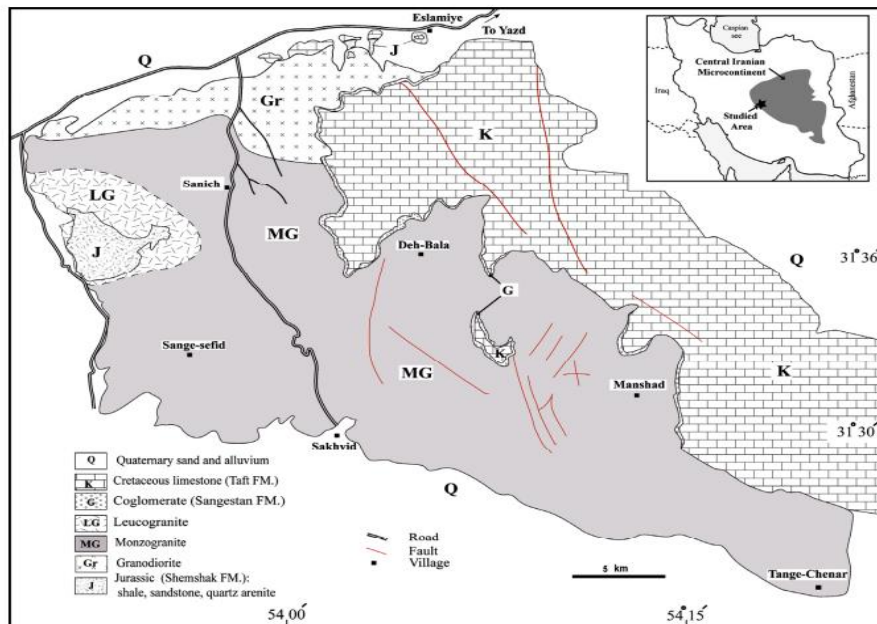 Eslamiye
To Yazd
J
Q
Gr
K
Sanich
LG
MG
J
Deh-Bala
Q
31°36′
G
Sange-sefid
K
MG
Manshad
K
31°30′
Sakhvid
Q
Tange-Chenar
Caspian
see
Central Iranian
Microcontinent
Iraq
Afghanistan
Studied
Area
Q Quaternary sand and alluvium
K Cretaceous limestone (Taft FM.)
G Coglomerate (Sangestan FM.)
LG Leucogranite
MG Monzogranite
Gr Granodiorite
J Jurassic (Shemshak FM.):
shale, sandstone, quartz arenite
Road
Fault
Village
5 km
54°00′
54°15′